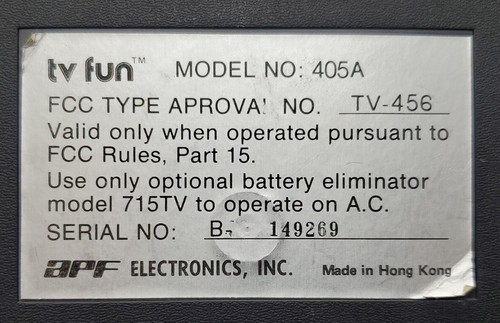 tv fun™ MODEL NO: 405A
FCC TYPE APROVA' NO. TV-456
Valid only when operated pursuant to
FCC Rules, Part 15.
Use only optional battery eliminator
model 715TV to operate on A.C.
SERIAL NO: B- 149269
APF ELECTRONICS, INC. Made in Hong Kong